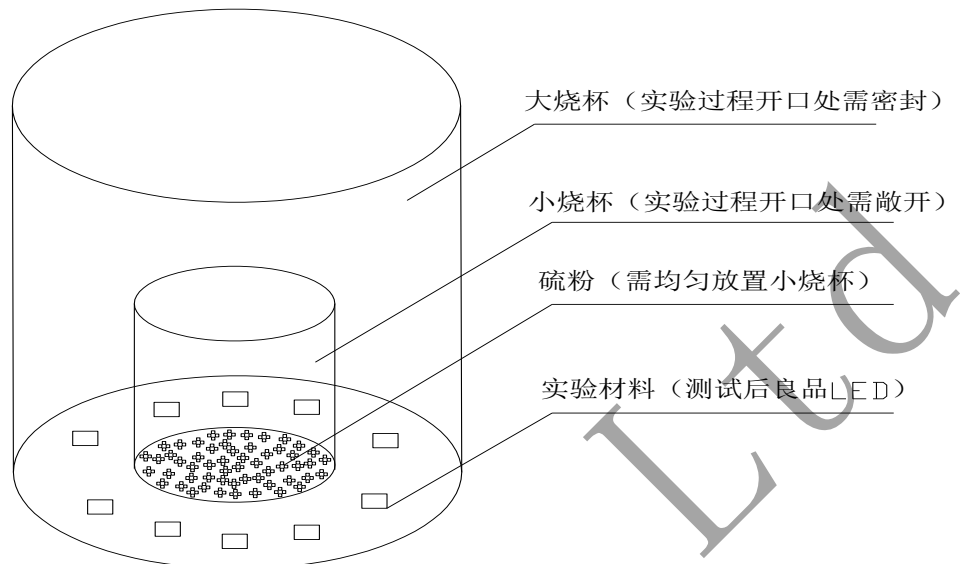 大烧杯（实验过程开口处需密封）
小烧杯（实验过程开口处需敞开）
硫粉（需均匀放置小烧杯）
实验材料（测试后良品LED）
Ltd